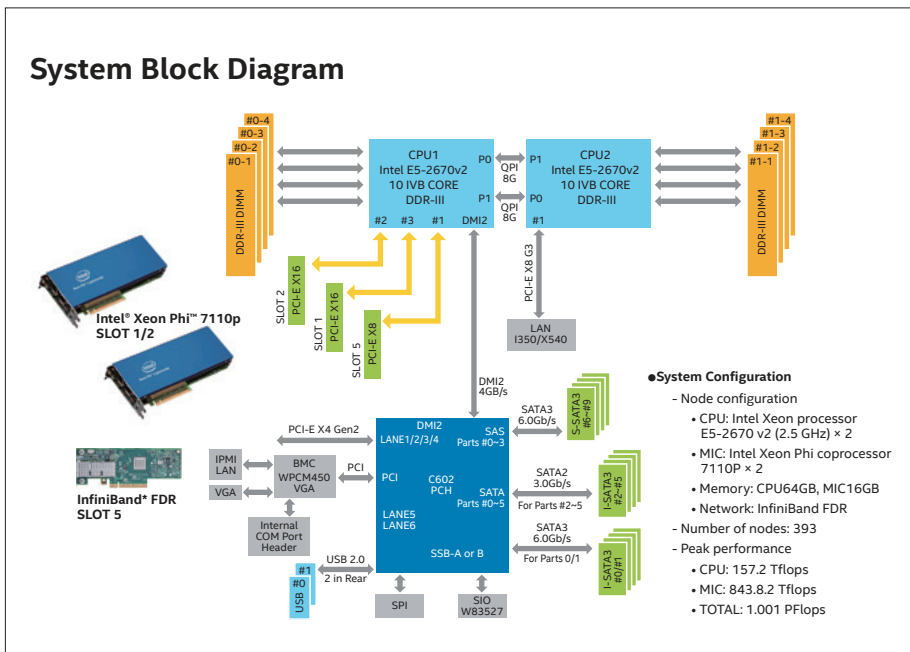 System Block Diagram
#0-4
#0-3
#0-2
#0-1
DDR-III DIMM
CPU1
Intel E5-2670v2
10 IVB CORE
DDR-III
P0
P1
#2
#3
#1
DMI2
QPI
8G
QPI
8G
CPU2
Intel E5-2670v2
10 IVB CORE
DDR-III
P1
P0
#1
#1-4
#1-3
#1-2
#1-1
DDR-III DIMM
SLOT 2
PCI-E X16
SLOT 1
PCI-E X16
SLOT 5
PCI-E X8
PCI-E X8 G3
LAN
I350/X540
Intel® Xeon Phi™ 7110p
SLOT 1/2
InfiniBand* FDR
SLOT 5
DMI2
4GB/s
PCI-E X4 Gen2
IPMI
LAN
VGA
BMC
WPCM450
VGA
PCI
Internal
COM Port
Header
DMI2
LANE1/2/3/4
SAS
Parts #0~3
PCI
C602
PCH
SATA
Parts #0~5
LANE5
LANE6
SSB-A or B
SATA3
6.0Gb/s
S-SATA3
#6~#9
SATA2
3.0Gb/s
For Parts #2~5
I-SATA3
#2~#5
SATA3
6.0Gb/s
For Parts 0/1
I-SATA3
#0/#1
#1
#0
USB
USB 2.0
2 in Rear
SPI
SIO
W83527
●System Configuration
- Node configuration
• CPU: Intel Xeon processor
E5-2670 v2 (2.5 GHz) × 2
• MIC: Intel Xeon Phi coprocessor
7110P × 2
• Memory: CPU64GB, MIC16GB
• Network: InfiniBand FDR
- Number of nodes: 393
- Peak performance
• CPU: 157.2 Tflops
• MIC: 843.8.2 Tflops
• TOTAL: 1.001 PFlops